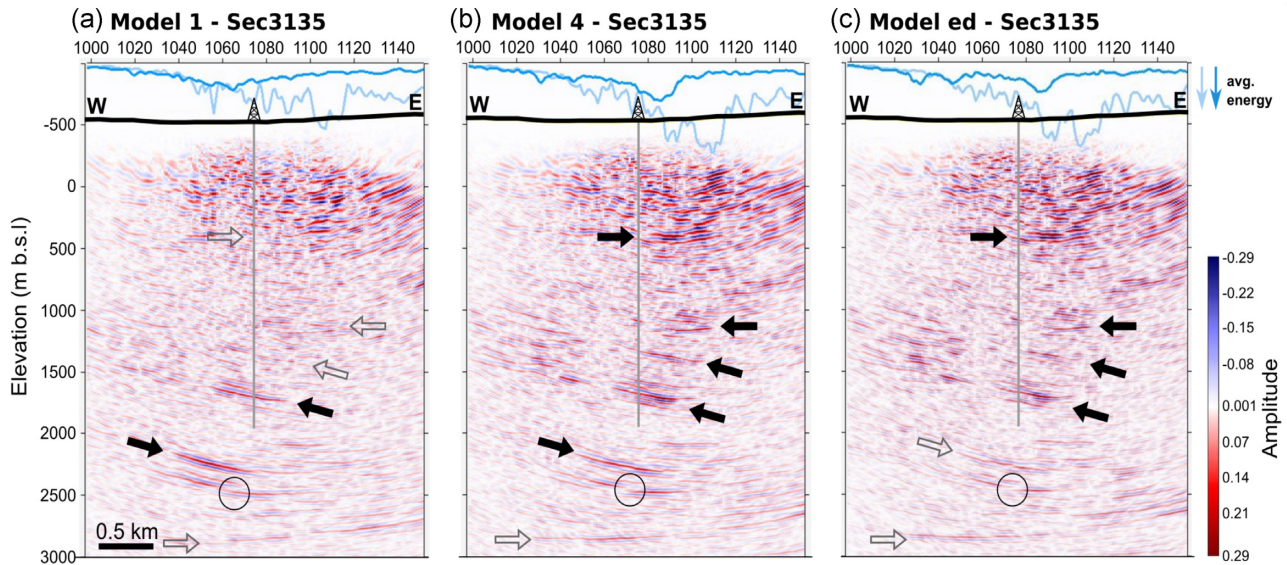 (a) Model 1 - Sec3135
(b) Model 4 - Sec3135
(c) Model ed - Sec3135
1000 1020 1040 1060 1080 1100 1120 1140
1000 1020 1040 1060 1080 1100 1120 1140
1000 1020 1040 1060 1080 1100 1120 1140
avg.
energy
W
E
-500
0
500
1000
1500
2000
2500
3000
Elevation (m b.s.l)
0.5 km
-0.29
-0.22
-0.15
-0.08
0.001
0.07
0.14
0.21
0.29
Amplitude